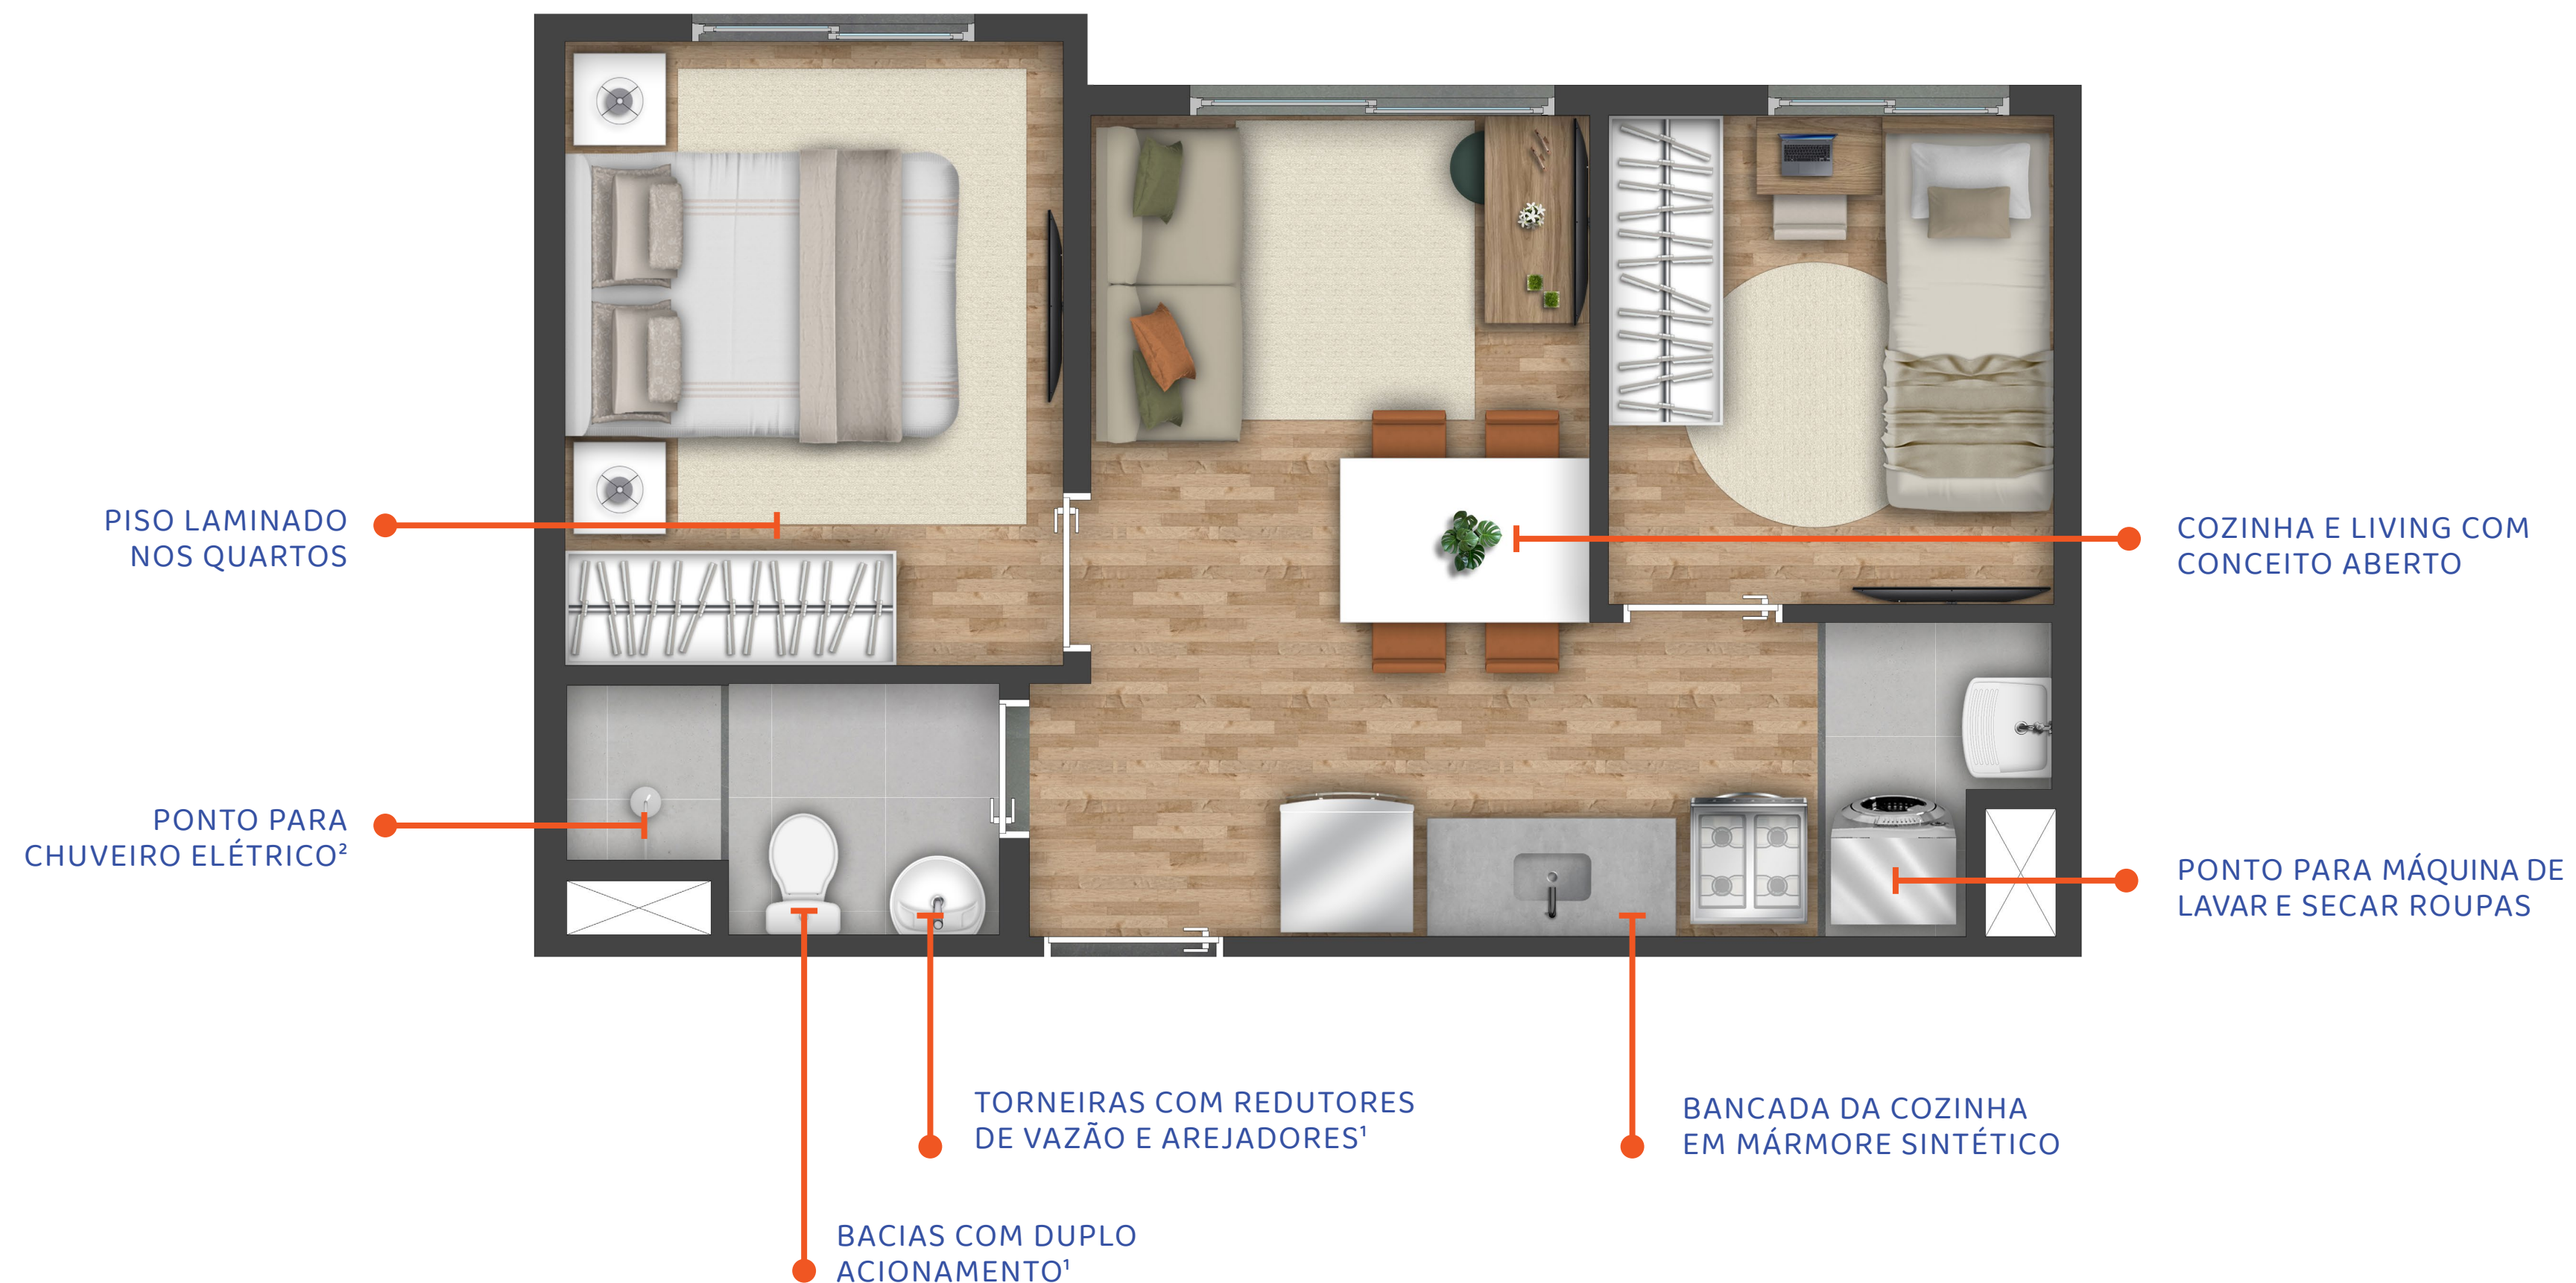 PISO LAMINADO
NOS QUARTOS
PONTO PARA
CHUVEIRO ELÉTRICO²
COZINHA E LIVING COM
CONCEITO ABERTO
PONTO PARA MÁQUINA DE
LAVAR E SECAR ROUPAS
TORNEIRAS COM REDUTORES
DE VAZÃO E AREJADORES¹
BANCADA DA COZINHA
EM MÁRMORE SINTÉTICO
BACIAS COM DUPLO
ACIONAMENTO¹